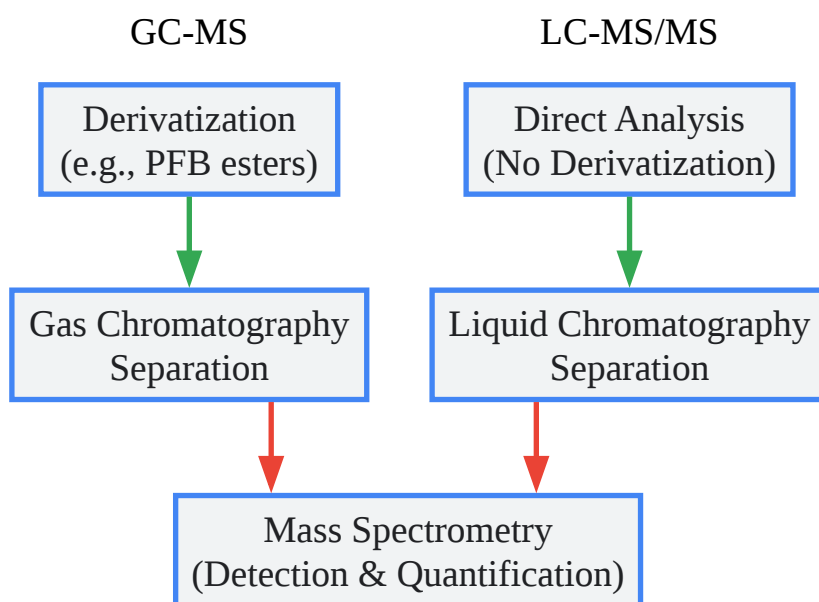 GC-MS
LC-MS/MS
Derivatization
(e.g., PFB esters)
Direct Analysis
(No Derivatization)
Gas Chromatography
Separation
Liquid Chromatography
Separation
Mass Spectrometry
(Detection & Quantification)